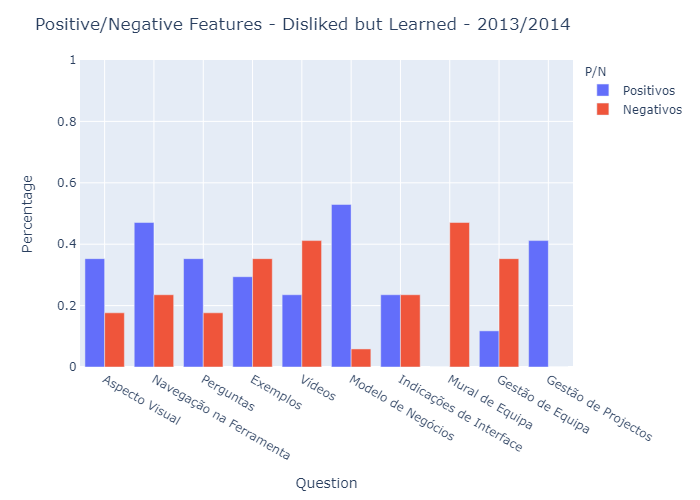 Positive/Negative Features - Disliked but Learned - 2013/2014
P/N
Positivos
Negativos
Percentage
1
0.8
0.6
0.4
0.2
0
Aspecto Visual
Navegação na Ferramenta
Perguntas
Exemplos
Vídeos
Modelo de Negócios
Indicações de Interface
Mural de Equipa
Gestão de Equipa
Gestão de Projectos
Question